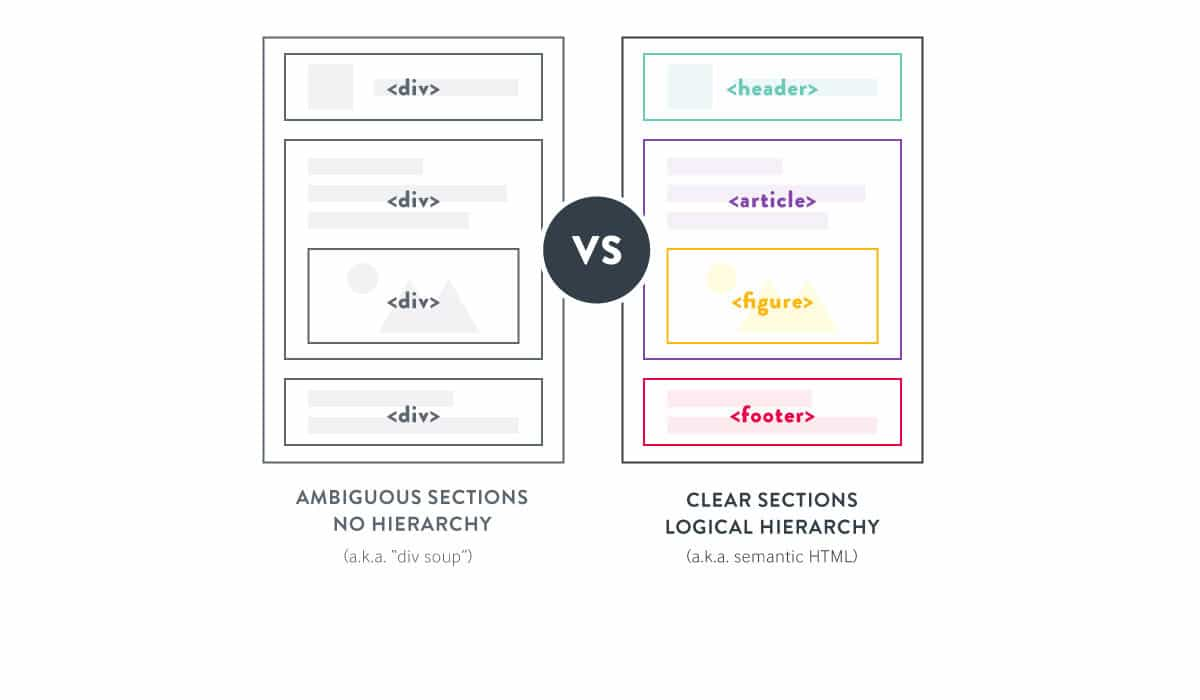 <div>
<div>
<div>
<div>
AMBIGUOUS SECTIONS
NO HIERARCHY
(a.k.a. "div soup")
VS
<header>
<article>
<figure>
<footer>
CLEAR SECTIONS
LOGICAL HIERARCHY
(a.k.a. semantic HTML)